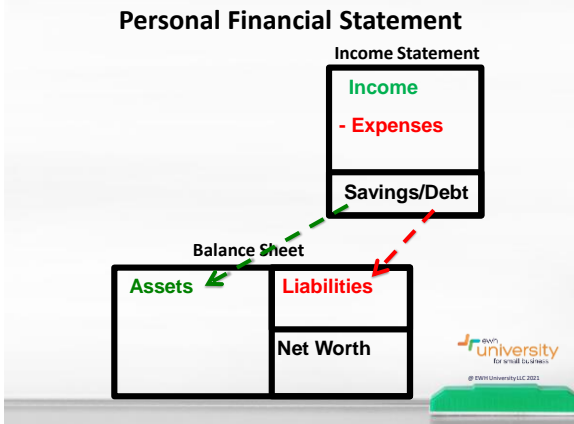 Personal Financial Statement
Income Statement
Income
- Expenses
Savings/Debt
Balance Sheet
Assets
Liabilities
Net Worth
ewh
university
for small business
@ EWH University LLC 2021